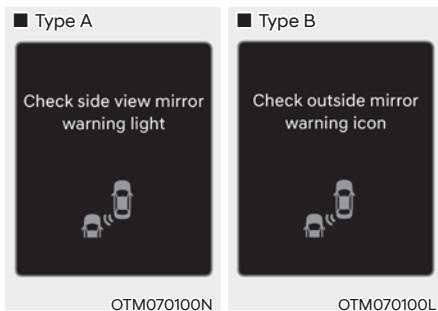 ■ Type A
Check side view mirror
warning light
OTM070100N
■ Type B
Check outside mirror
warning icon
OTM070100L